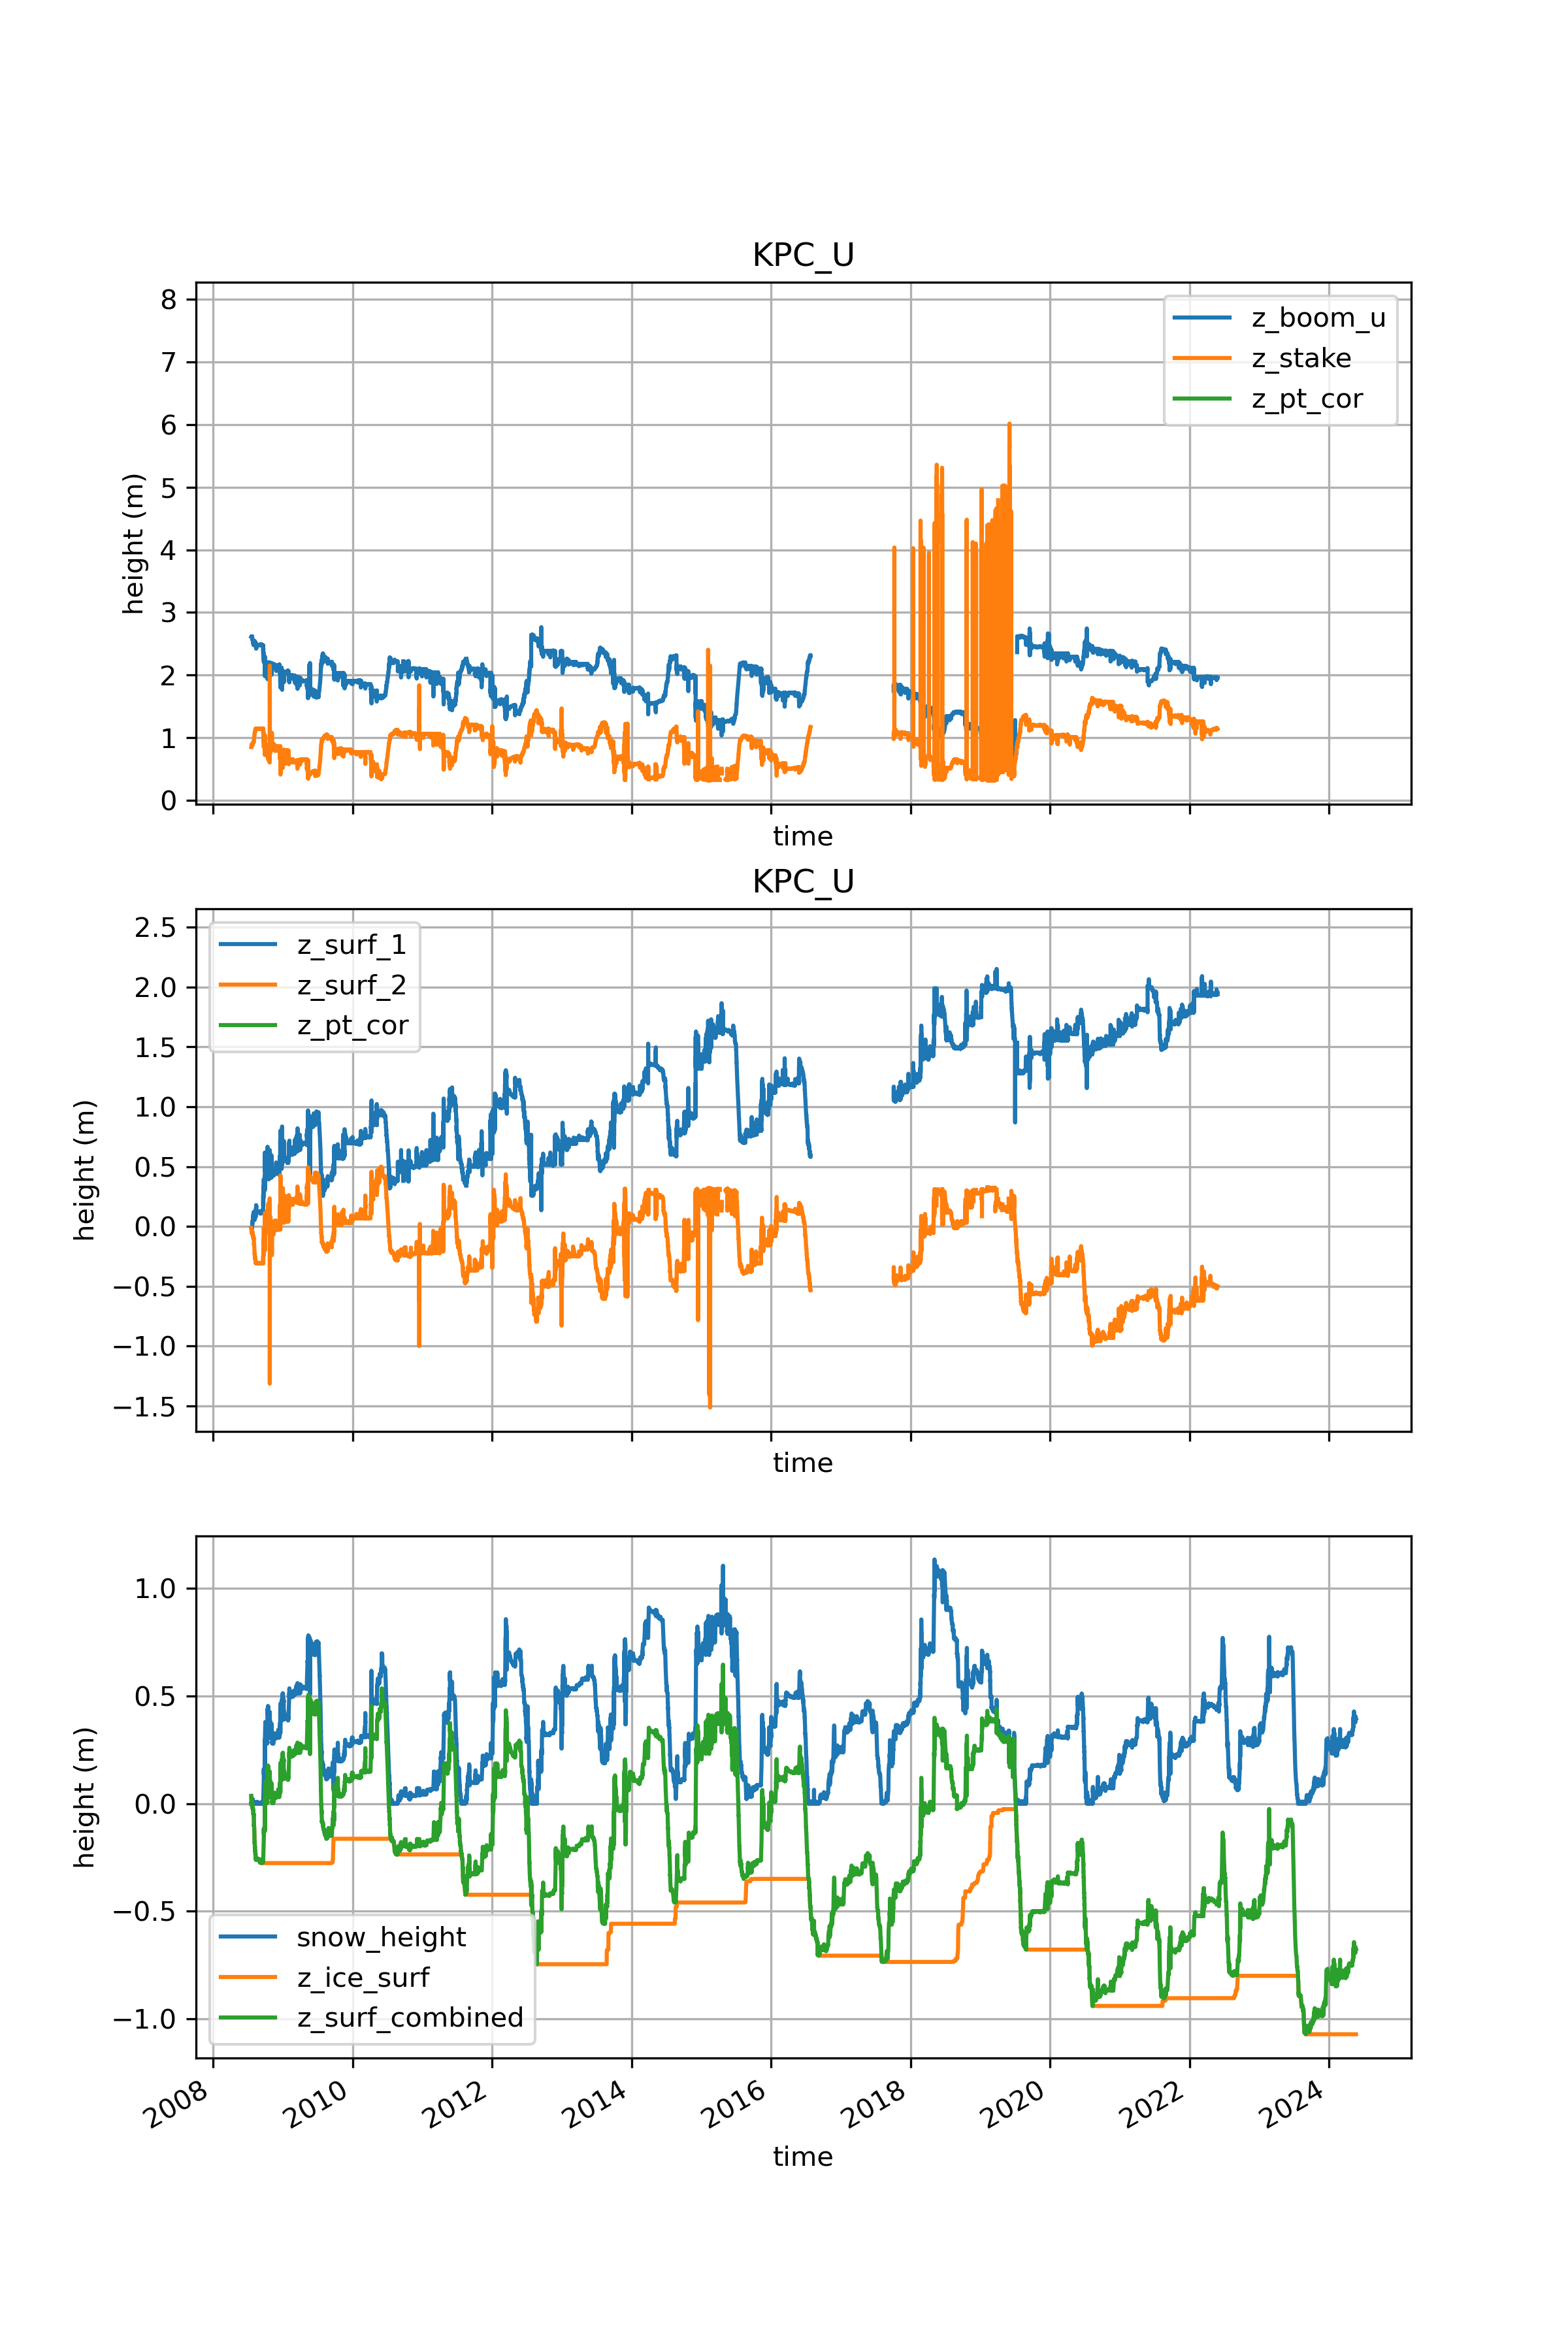 KPC_U
8
7
6
5
4
3
2
1
0
height (m)
z_boom_u
z_stake
z_pt_cor
time
KPC_U
2.5
2.0
1.5
1.0
0.5
0.0
−0.5
−1.0
−1.5
height (m)
z_surf_1
z_surf_2
z_pt_cor
time
1.0
0.5
0.0
−0.5
−1.0
height (m)
snow_height
z_ice_surf
z_surf_combined
2008 2010 2012 2014 2016 2018 2020 2022 2024
time